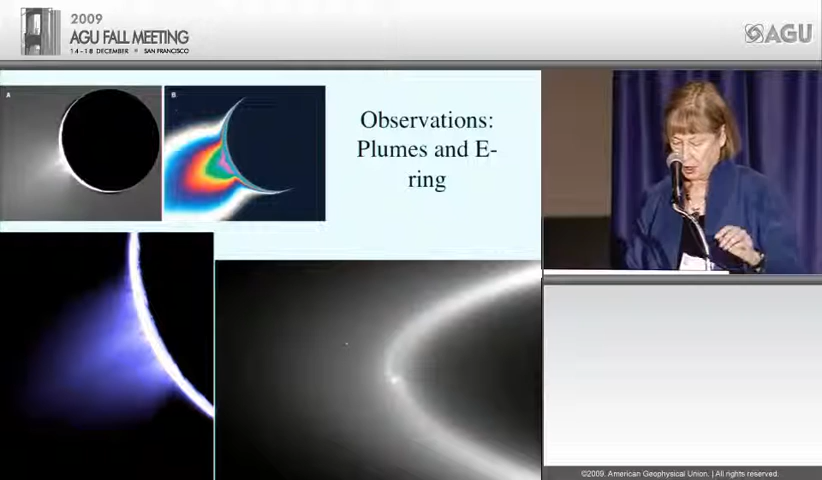 2009
AGU FALL MEETING
14-18 DECEMBER • SAN FRANCISCO
AGU
A
B
Observations:
Plumes and E-
ring
©2009. American Geophysical Union. | All rights reserved.